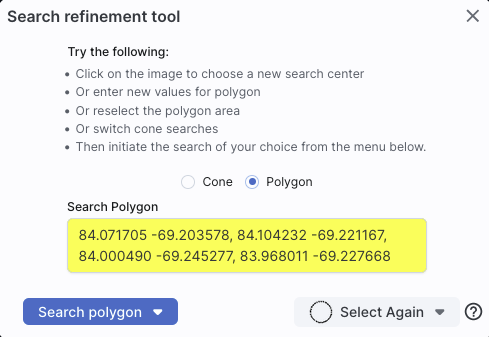 Search refinement tool
Try the following:
• Click on the image to choose a new search center
• Or enter new values for polygon
• Or reselect the polygon area
• Or switch cone searches
• Then initiate the search of your choice from the menu below.
Cone Polygon
Search Polygon
84.071705 -69.203578, 84.104232 -69.221167,
84.000490 -69.245277, 83.968011 -69.227668
Search polygon Select Again ?